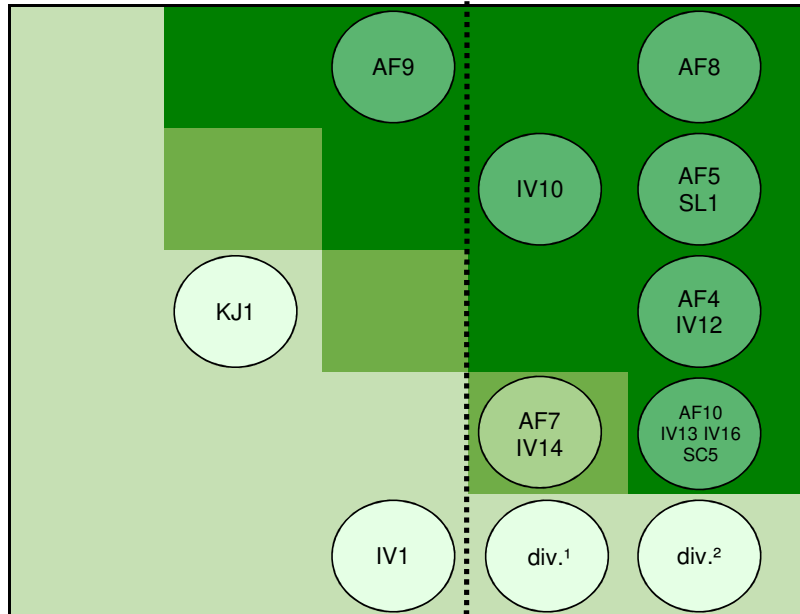 AF9
AF8
IV10
AF5
SL1
KJ1
AF4
IV12
AF7
IV14
AF10
IV13 IV16
SC5
IV1
div.¹
div.²